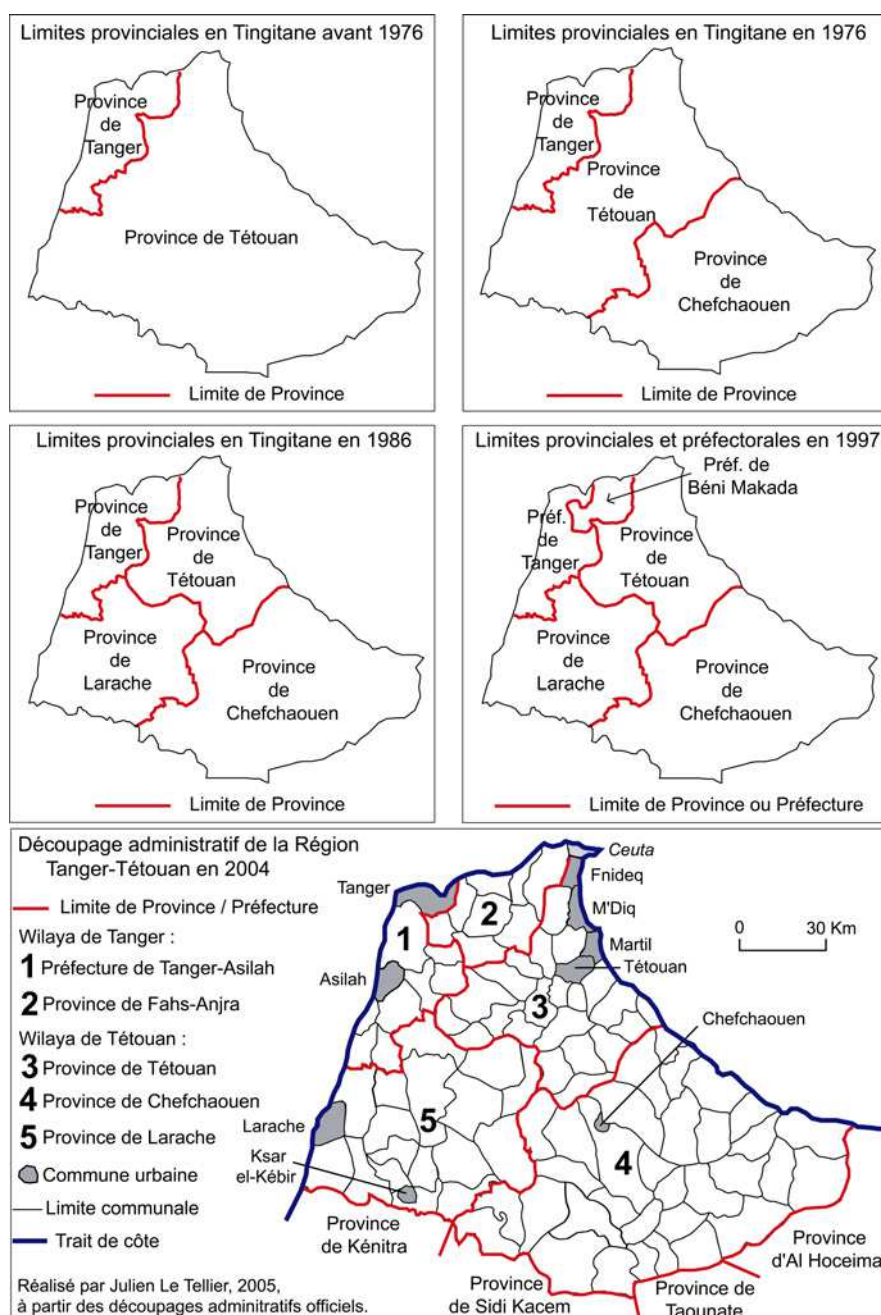 Limites provinciales en Tingitane avant 1976
Province
de
Tanger
Province de Tétouan
Limite de Province
Limites provinciales en Tingitane en 1976
Province
de
Tanger
Province
de
Tétouan
Province
de
Chefchaouen
Limite de Province
Limites provinciales en Tingitane en 1986
Province
de
Tanger
Province
de
Tétouan
Province
de
Larache
Province
de
Chefchaouen
Limite de Province
Limites provinciales et préfectorales en 1997
Préf. de
Béni Makada
Préf.
de
Tanger
Province
de
Tétouan
Province
de
Larache
Province
de
Chefchaouen
Limite de Province ou Préfecture
Découpage administratif de la Région
Tanger-Tétouan en 2004
Limite de Province / Préfecture
Wilaya de Tanger :
1 Préfecture de Tanger-Asilah
2 Province de Fahs-Anjra
Wilaya de Tétouan :
3 Province de Tétouan
4 Province de Chefchaouen
5 Province de Larache
Commune urbaine
Limite communale
Trait de côte
Réalisé par Julien Le Tellier, 2005,
à partir des découpages adminitratifs officiels.
Ceuta
Fnideq
Tanger
M'Diq
0 30 Km
2
1
Martil
Tétouan
Asilah
3
Chefchaouen
Larache
5
4
Ksar
el-Kébir
Province
de Kénitra
Province
d'Al Hoceima
Province
de Sidi Kacem
Province de
Taounate